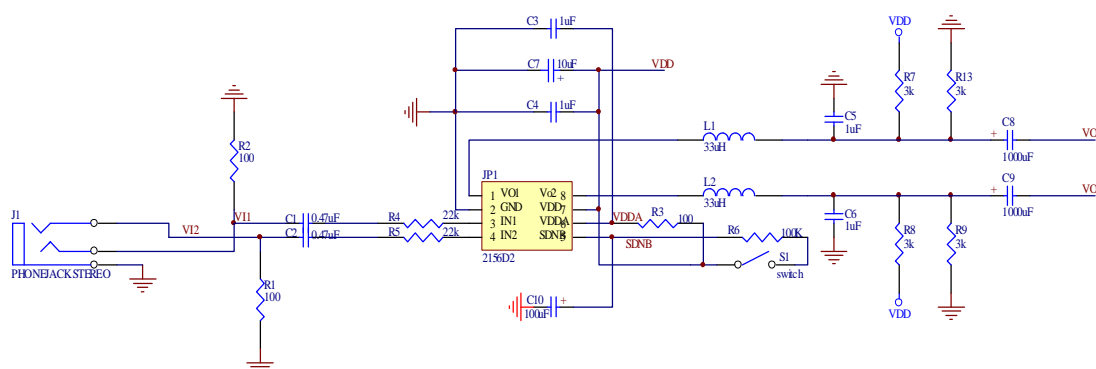 C3
1uF
C7
10uF
+
VDD
C4
1uF
VDD
R7
3k
R13
3k
C5
1uF
L1
33uH
+
C8
1000uF
VO
R2
100
JP1
1
VO1
Vo2
8
2
GND
VDD
7
3
IN1
VDDA
6
4
IN2
SDNB
5
2156D2
L2
33uH
+
C9
1000uF
VO
J1
PHONEJACK STEREO
VI2
VI1
C1
0.47uF
C2
0.47uF
R4
22k
R5
22k
VDDA
R3
100
SDNB
R6
100K
S1
switch
C6
1uF
R8
3k
R9
3k
VDD
R1
100
C10
100uF
+